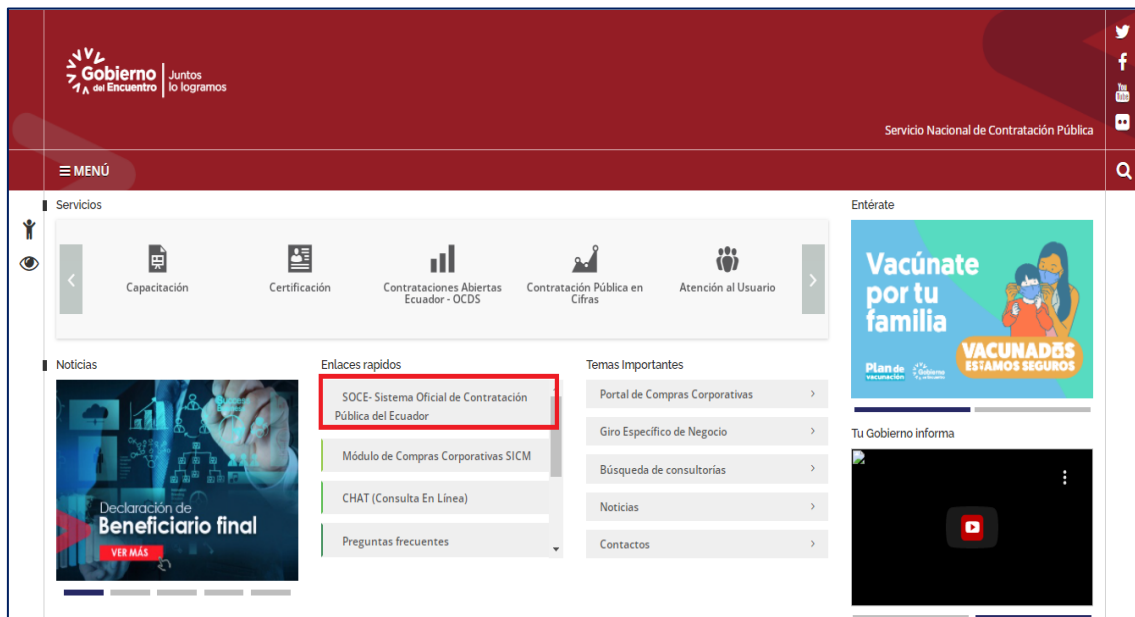 Gobierno
del Encuentro
Juntos
lo logramos
Servicio Nacional de Contratación Pública
MENÚ
Servicios
Capacitación
Certificación
Contrataciones Abiertas
Ecuador - OCDS
Contratación Pública en
Cifras
Atención al Usuario
Entérate
Vacúnate
por tu
familia
VACUNADOS
ESTAMOS SEGUROS
Plan de
vacunación
Noticias
Declaración de
Beneficiario final
VER MÁS
Enlaces rapidos
SOCE- Sistema Oficial de Contratación
Pública del Ecuador
Módulo de Compras Corporativas SICM
CHAT (Consulta En Línea)
Preguntas frecuentes
Temas Importantes
Portal de Compras Corporativas
Giro Específico de Negocio
Búsqueda de consultorías
Noticias
Contactos
Tu Gobierno informa